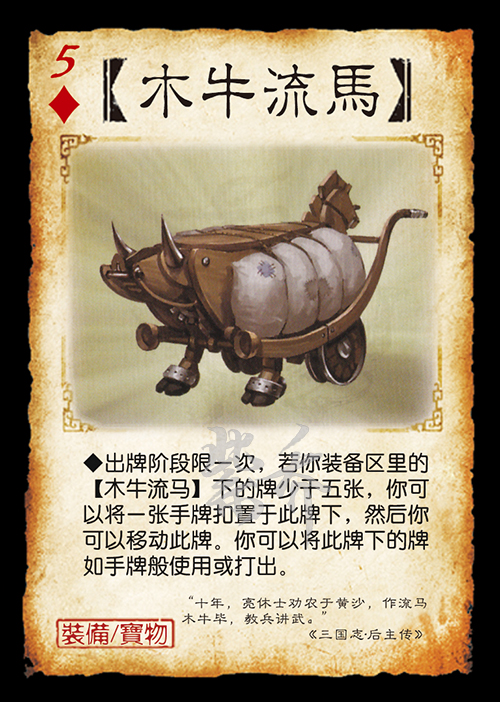 5
【木牛流馬】
◆出牌阶段限一次，若你装备区里的
【木牛流马】下的牌少于五张，你可
以将一张手牌扣置于此牌下，然后你
可以移动此牌。你可以将此牌下的牌
如手牌般使用或打出。
“十年，亮休士劝农于黄沙，作流马
木牛毕，教兵讲武。”
《三国志·后主传》
裝備/寶物